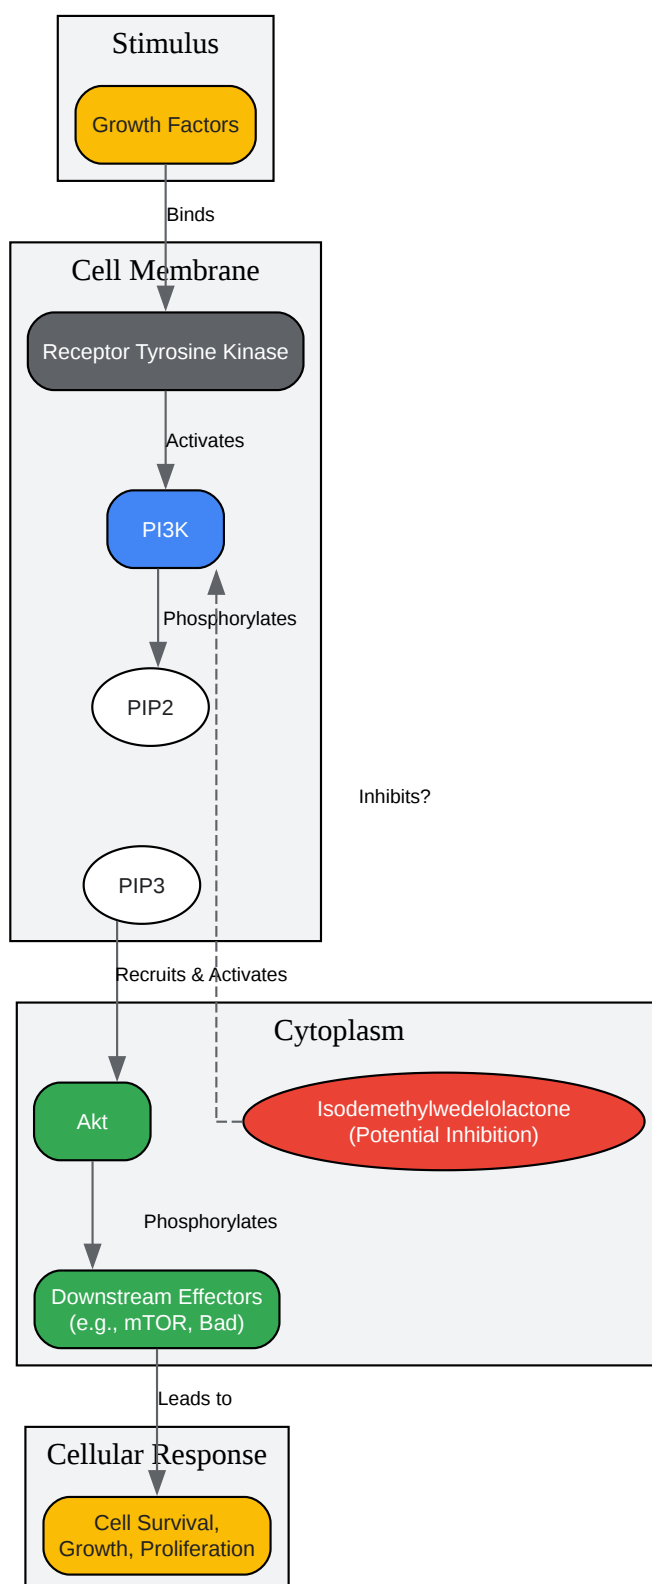 Stimulus
Growth Factors
Binds
Cell Membrane
Receptor Tyrosine Kinase
Activates
PI3K
Phosphorylates
PIP2
Inhibits?
PIP3
Recruits & Activates
Cytoplasm
Isodemethylwedelolactone
(Potential Inhibition)
Akt
Phosphorylates
Downstream Effectors
(e.g., mTOR, Bad)
Leads to
Cellular Response
Cell Survival,
Growth, Proliferation